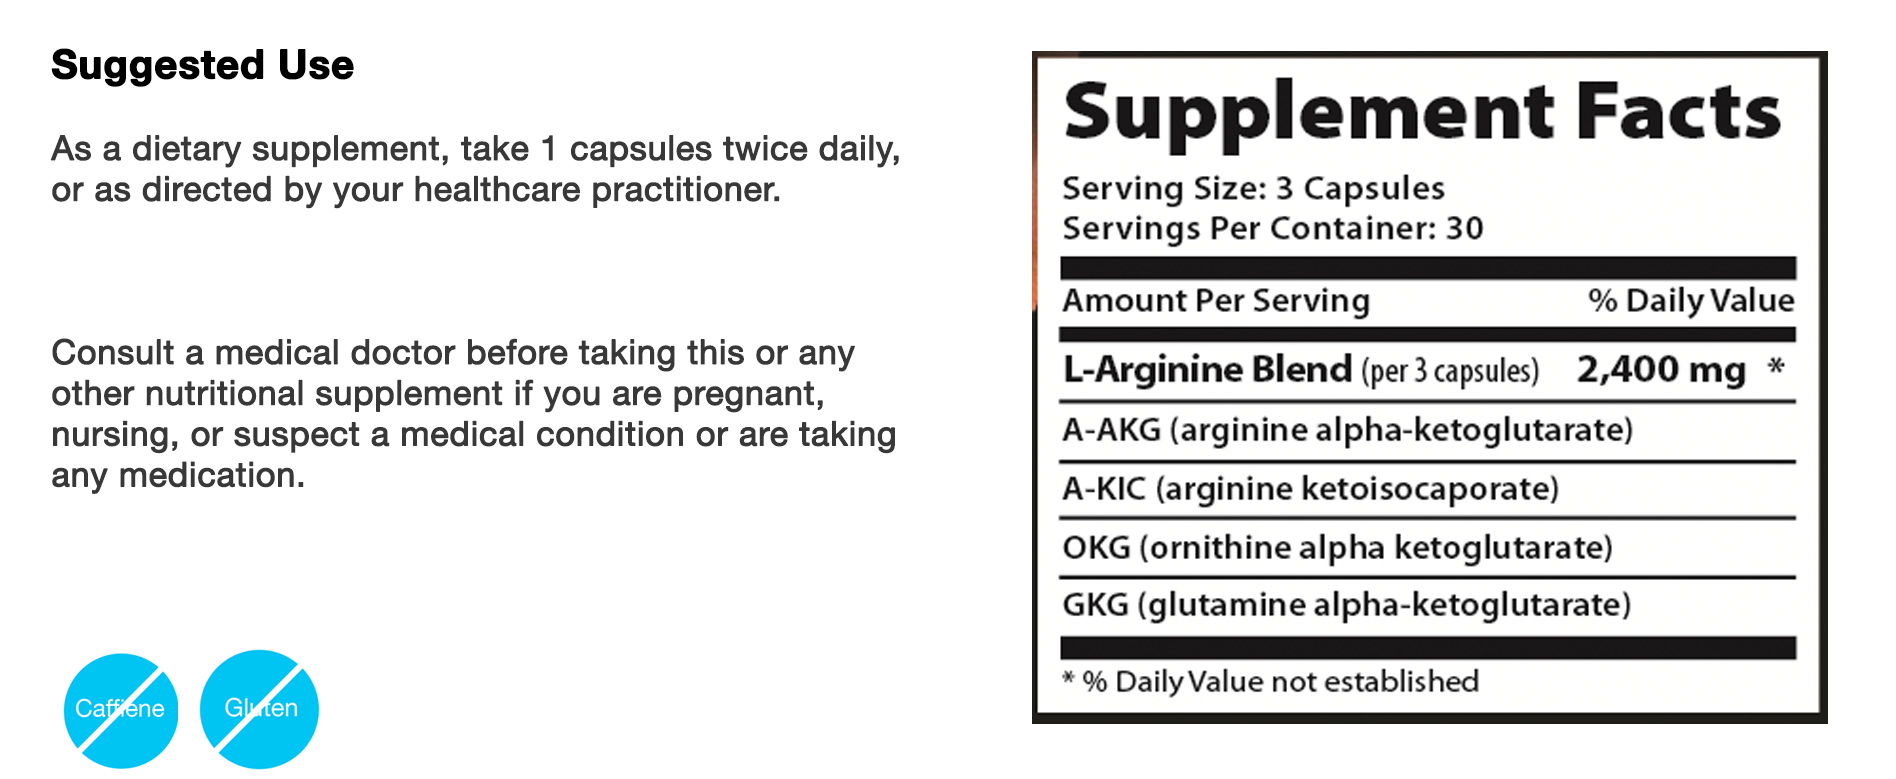 Suggested Use
As a dietary supplement, take 1 capsules twice daily,
or as directed by your healthcare practitioner.
Consult a medical doctor before taking this or any
other nutritional supplement if you are pregnant,
nursing, or suspect a medical condition or are taking
any medication.
Caffiene
Gluten
Supplement Facts
Serving Size: 3 Capsules
Servings Per Container: 30
Amount Per Serving % Daily Value
L-Arginine Blend (per 3 capsules) 2,400 mg *
A-AKG (arginine alpha-ketoglutarate)
A-KIC (arginine ketoisocaporate)
OKG (ornithine alpha ketoglutarate)
GKG (glutamine alpha-ketoglutarate)
* % Daily Value not established